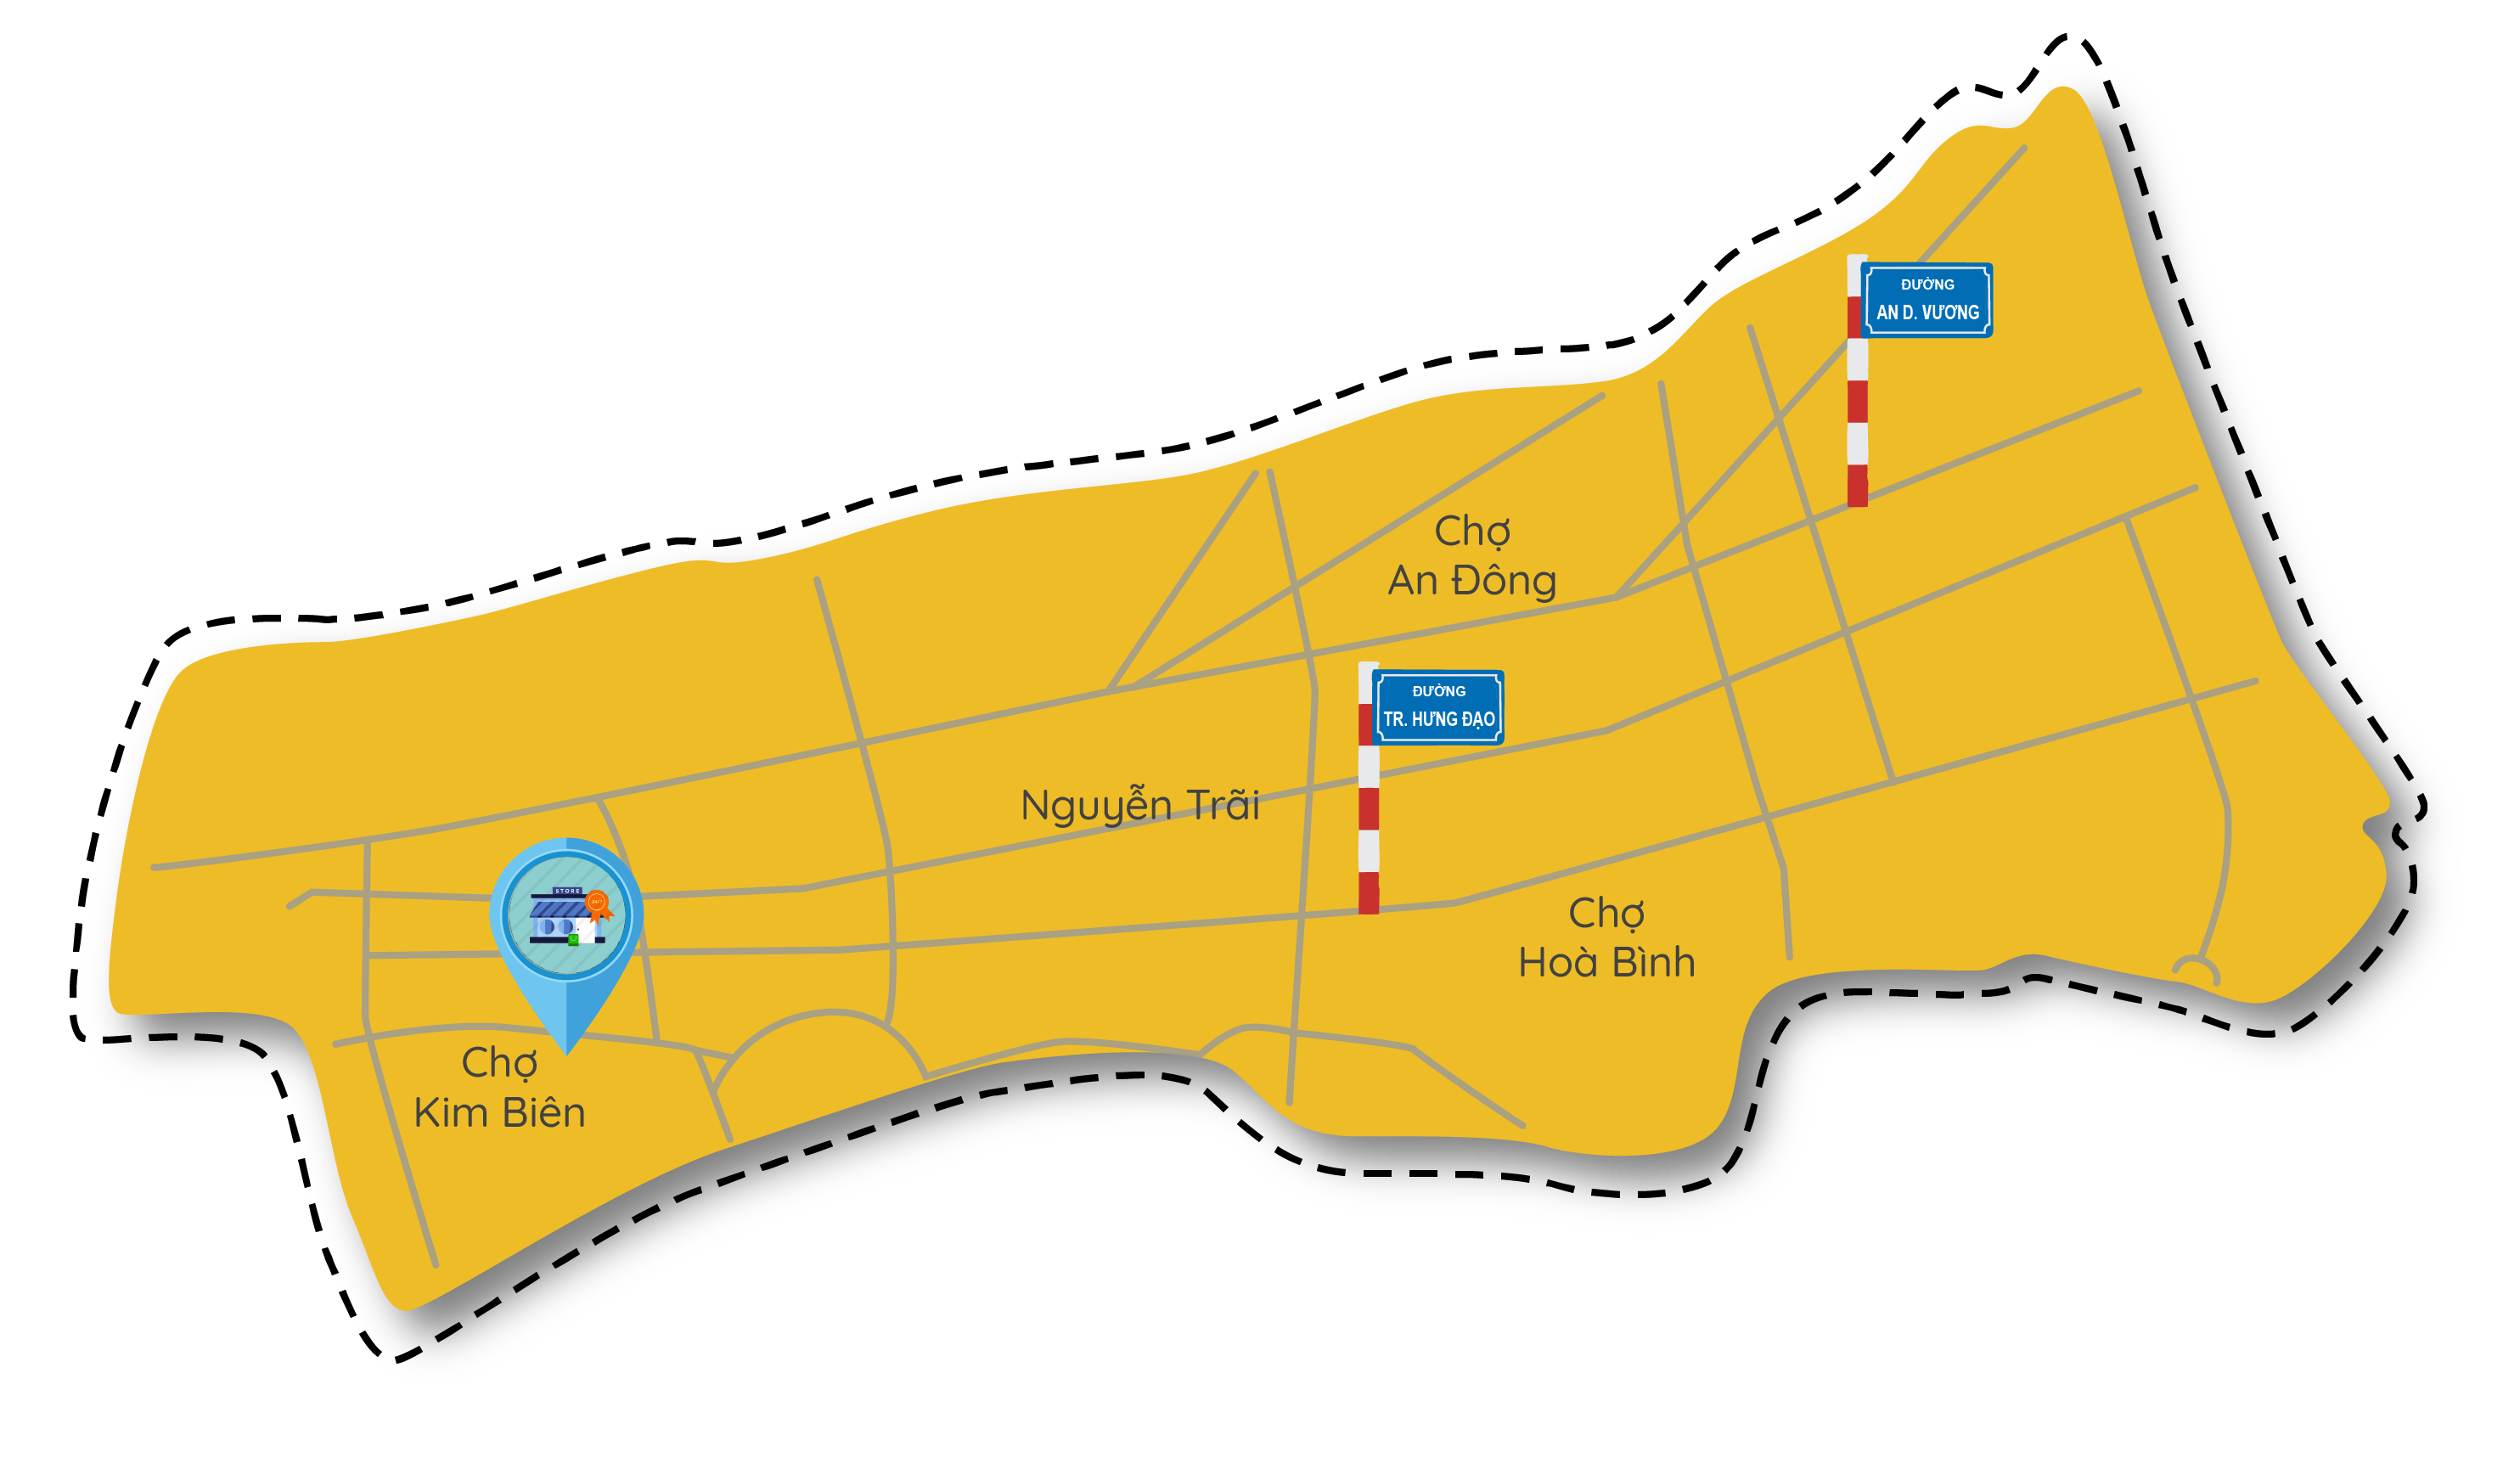 ĐƯỜNG
AN D. VƯƠNG
Chợ
An Đông
ĐƯỜNG
TR. HƯNG ĐẠO
Nguyễn Trãi
STORE
24/7
Chợ
Hoà Bình
Chợ
Kim Biên